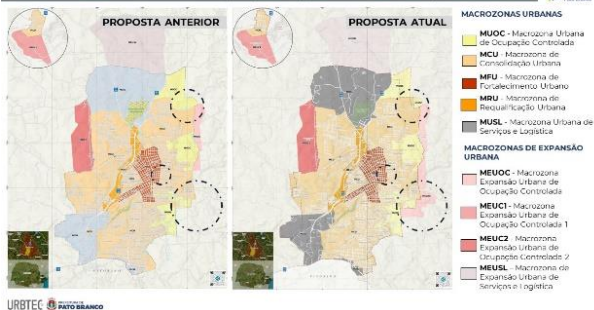 PROPOSTA ANTERIOR
PROPOSTA ATUAL
MACROZONAS URBANAS
MUOC - Macrozona Urbana
de Ocupação Controlada
MCU - Macrozona de
Consolidação Urbana
MFU - Macrozona de
Fortalecimento Urbano
MRU - Macrozona de
Requalificação Urbana
MUSL - Macrozona Urbana de
Serviços e Logística
MACROZONAS DE EXPANSÃO
URBANA
MEUOC - Macrozona
Expansão Urbana de
Ocupação Controlada
MEUC1 - Macrozona
Expansão Urbana de
Ocupação Controlada 1
MEUC2 - Macrozona
Expansão Urbana de
Ocupação Controlada 2
MEUSL - Macrozona de
Expansão Urbana de
Serviços e Logística
URBTEC
PATO BRANCO